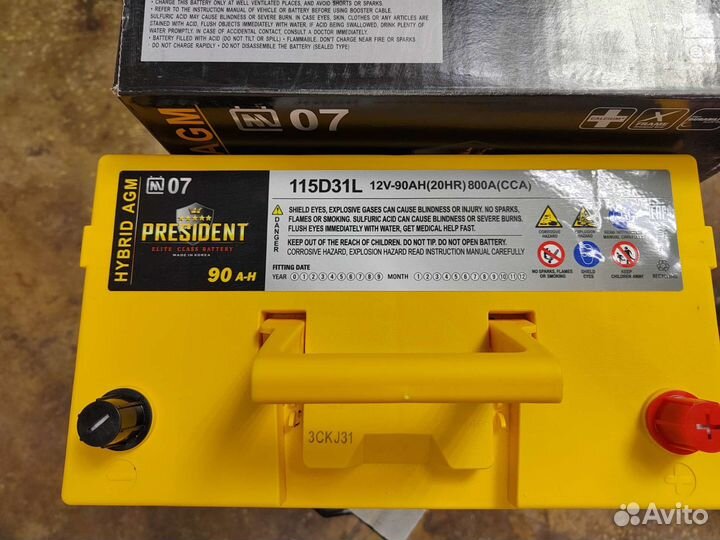 • CHARGE THIS BATTERY ONLY IN WELL VENTILATED AREAS, AND AVOID SHORTS OR SPARKS
• REFER TO THE INSTRUCTION MANUAL OF VEHICLE OR BATTERY BEFORE USING BOOSTER CABLE.
SULFURIC ACID MAY CAUSE BLINDNESS OR SEVERE BURN. IN CASE EYES, SKIN, CLOTHES OR ANY ARTICLES ARE
STAINED WITH ACID, FLUSH OBJECTS IMMEDIATELY WITH WATER. IF SWALLOWED, DRINK PLENTY
OF WATER PROMPTLY. IN CASE OF ACCIDENTAL CONTACT, CONSULT A DOCTOR IMMEDIATELY.
• BATTERY FILLED WITH ACID (DO NOT TILT OR SPILL) • FLAMMABLE. DON'T CHARGE NEAR FIRE OR SPARKS
• DO NOT CHARGE RAPIDLY • DO NOT DISASSEMBLE THE BATTERY (SEALED TYPE)
AGM
07
CALCIUM
X
FRAME
HYBRID AGM
07
PRESIDENT
ELITE CLASS BATTERY
MADE IN KOREA
90 A-H
115D31L 12V-90AH(20HR) 800A(CCA)
DANGER
SHIELD EYES, EXPLOSIVE GASES CAN CAUSE BLINDNESS OR INJURY. NO SPARKS,
FLAMES OR SMOKING. SULFURIC ACID CAN CAUSE BLINDNESS OR SEVERE BURNS.
FLUSH EYES IMMEDIATELY WITH WATER, GET MEDICAL HELP FAST.
KEEP OUT OF THE REACH OF CHILDREN. DO NOT TIP. DO NOT OPEN BATTERY.
CORROSIVE HAZARD, EXPLOSION HAZARD READ INSTRUCTION MANUAL CAREFULLY
FITTING DATE
YEAR 0 1 2 3 4 5 6 7 8 9 MONTH 1 2 3 4 5 6 7 8 9 10 11 12
CORROSIVE
HAZARD
EXPLOSION
HAZARD
READ INSTRUCTION
MANUAL CAREFULLY
EAC
NO SPARKS, FLAMES
OR SMOKING
SHIELD
EYES
KEEP
CHILDREN AWAY
RECYCLING
3CKJ31
Avito